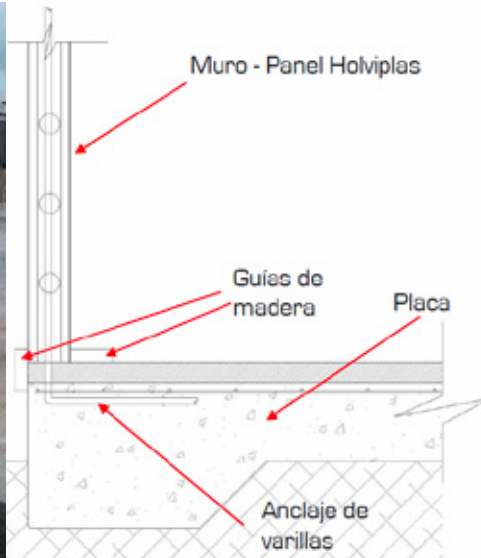 Muro - Panel Holviplas
Guías de
madera
Placa
Anclaje de
varillas